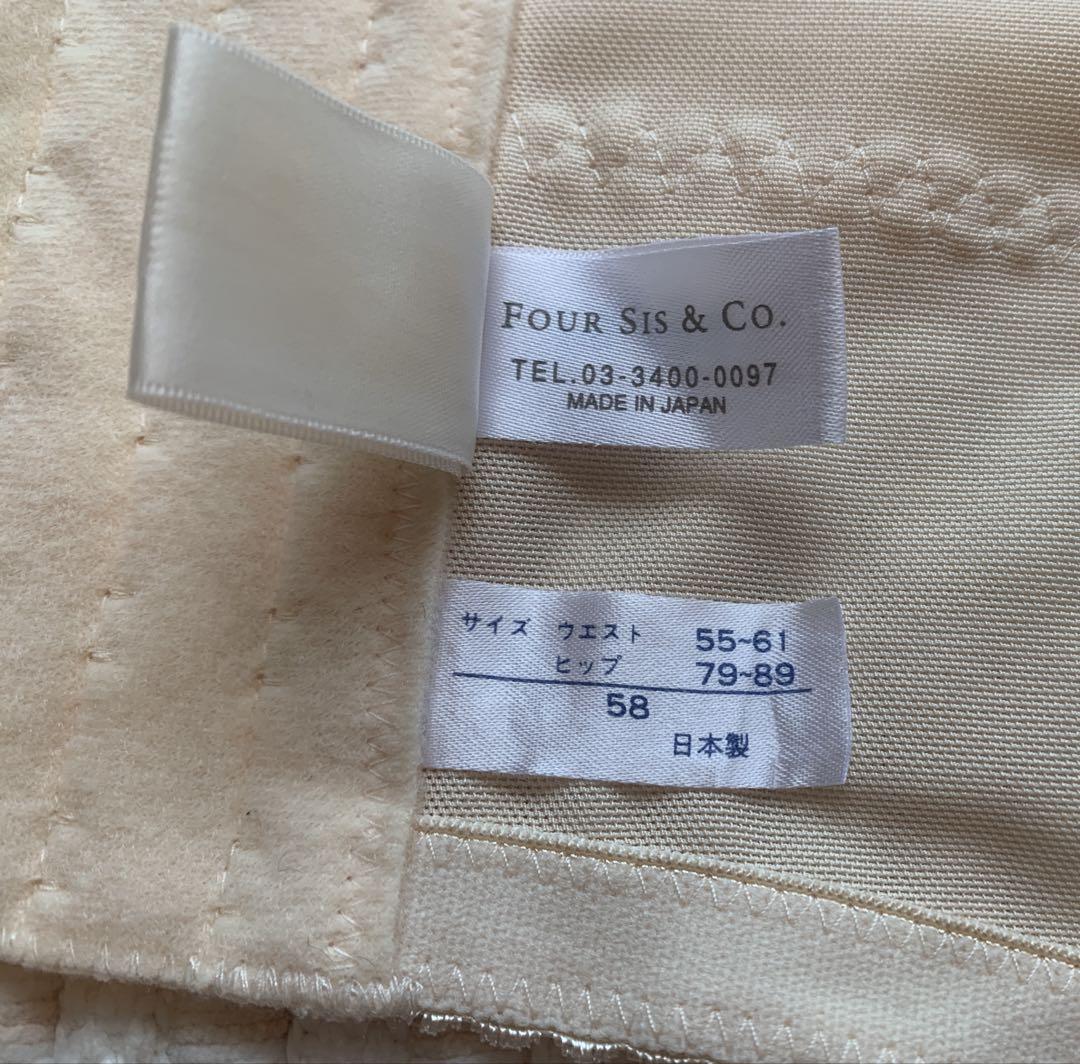 FOUR SIS & CO.
TEL.03-3400-0097
MADE IN JAPAN
サイズ ウエスト 55~61
ヒップ 79~89
58
日本製